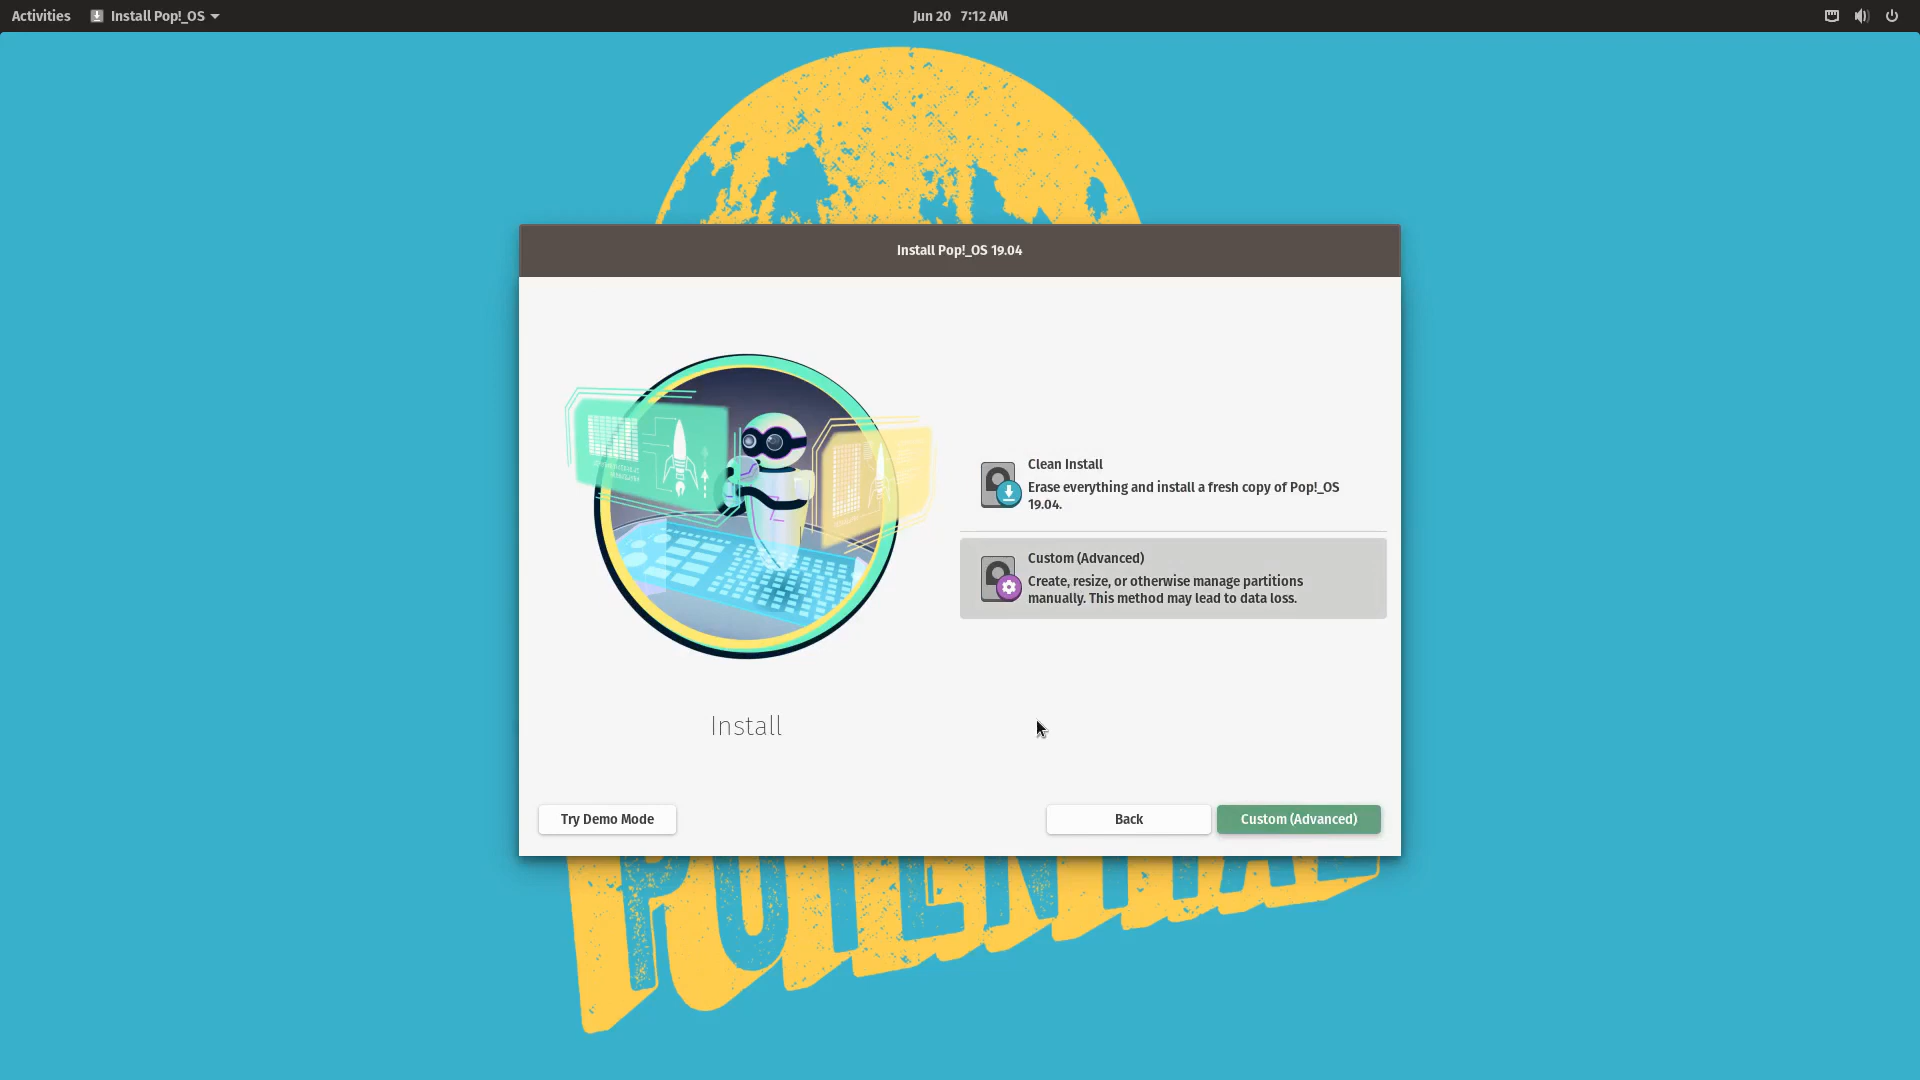 Activities
Install Pop!_OS
Jun 20 7:12 AM
Install Pop!_OS 19.04
Clean Install
Erase everything and install a fresh copy of Pop!_OS
19.04.
Custom (Advanced)
Create, resize, or otherwise manage partitions
manually. This method may lead to data loss.
Install
Try Demo Mode
Back
Custom (Advanced)
POTENTIAL